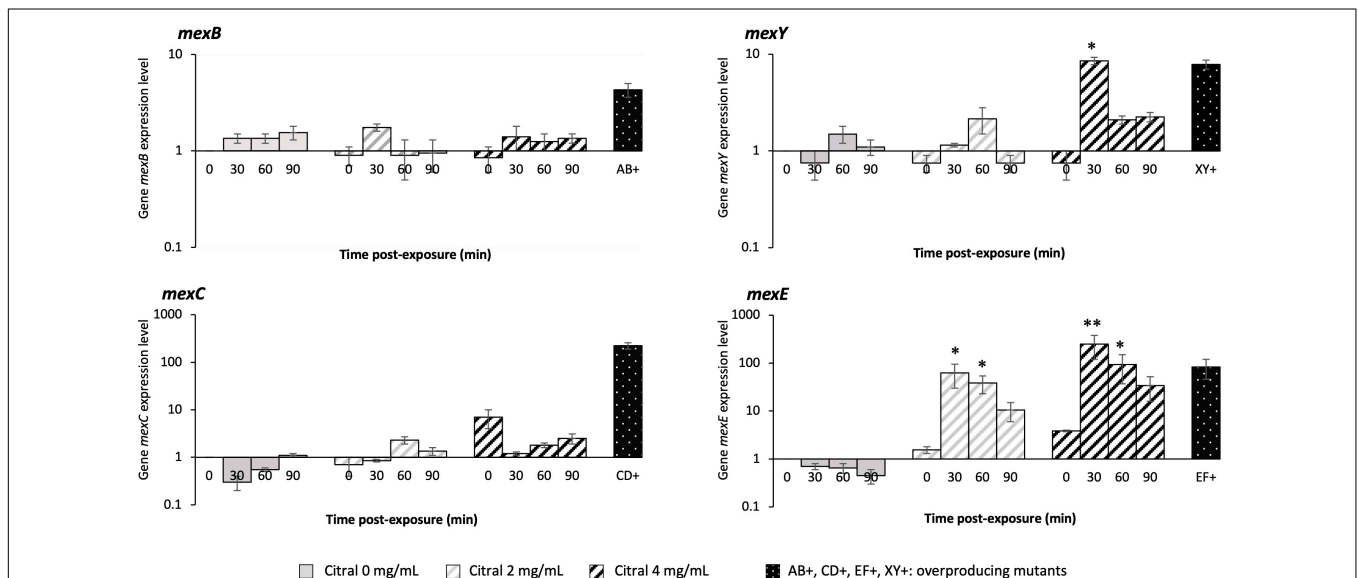 mexB
Gene mexB expression level
10
1
0.1
0 30 60 90 0 30 60 90 0 30 60 90 AB+
Time post-exposure (min)
mexY
Gene mexY expression level
10
1
0.1
*
0 30 60 90 0 30 60 90 0 30 60 90 XY+
Time post-exposure (min)
mexC
Gene mexC expression level
1000
100
10
1
0.1
0 30 60 90 0 30 60 90 0 30 60 90 CD+
Time post-exposure (min)
mexE
Gene mexE expression level
1000
100
10
1
0.1
* * ** *
0 30 60 90 0 30 60 90 0 30 60 90 EF+
Time post-exposure (min)
Citral 0 mg/mL Citral 2 mg/mL Citral 4 mg/mL AB+, CD+, EF+, XY+: overproducing mutants